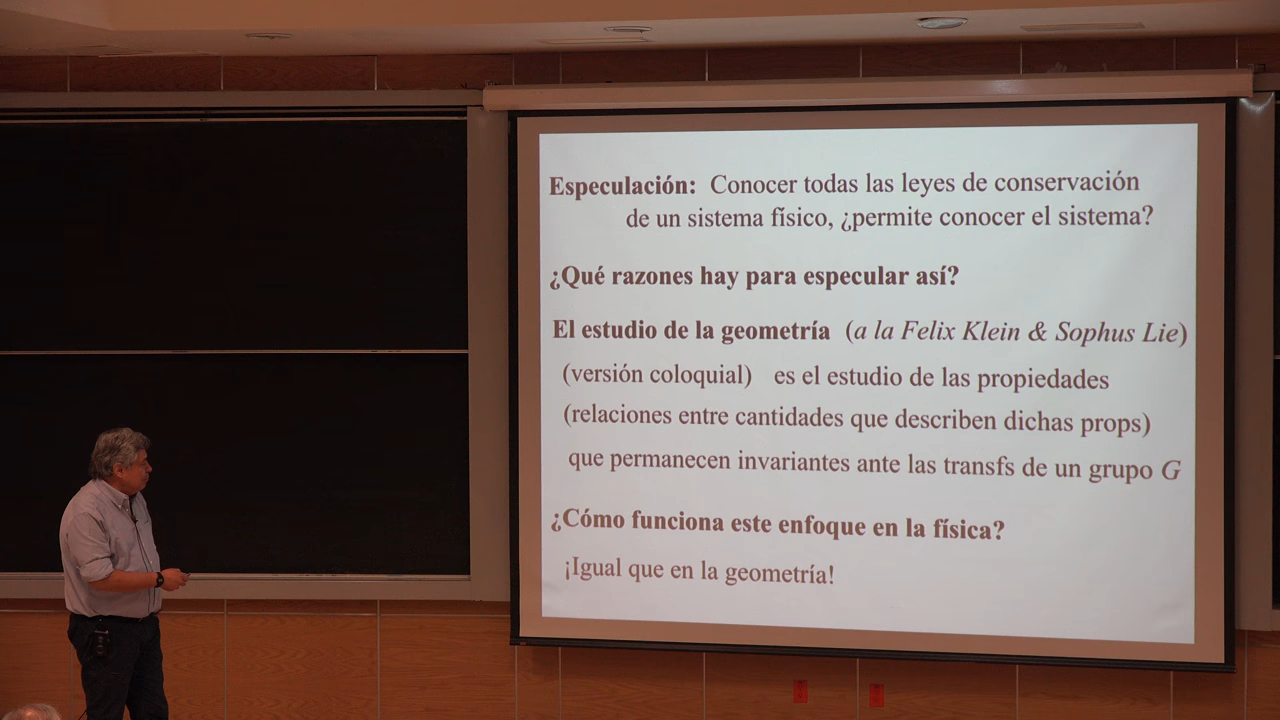 Especulación: Conocer todas las leyes de conservación
de un sistema físico, ¿permite conocer el sistema?
¿Qué razones hay para especular así?
El estudio de la geometría (a la Felix Klein & Sophus Lie)
(versión coloquial) es el estudio de las propiedades
(relaciones entre cantidades que describen dichas props)
que permanecen invariantes ante las transfs de un grupo G
¿Cómo funciona este enfoque en la física?
¡Igual que en la geometría!